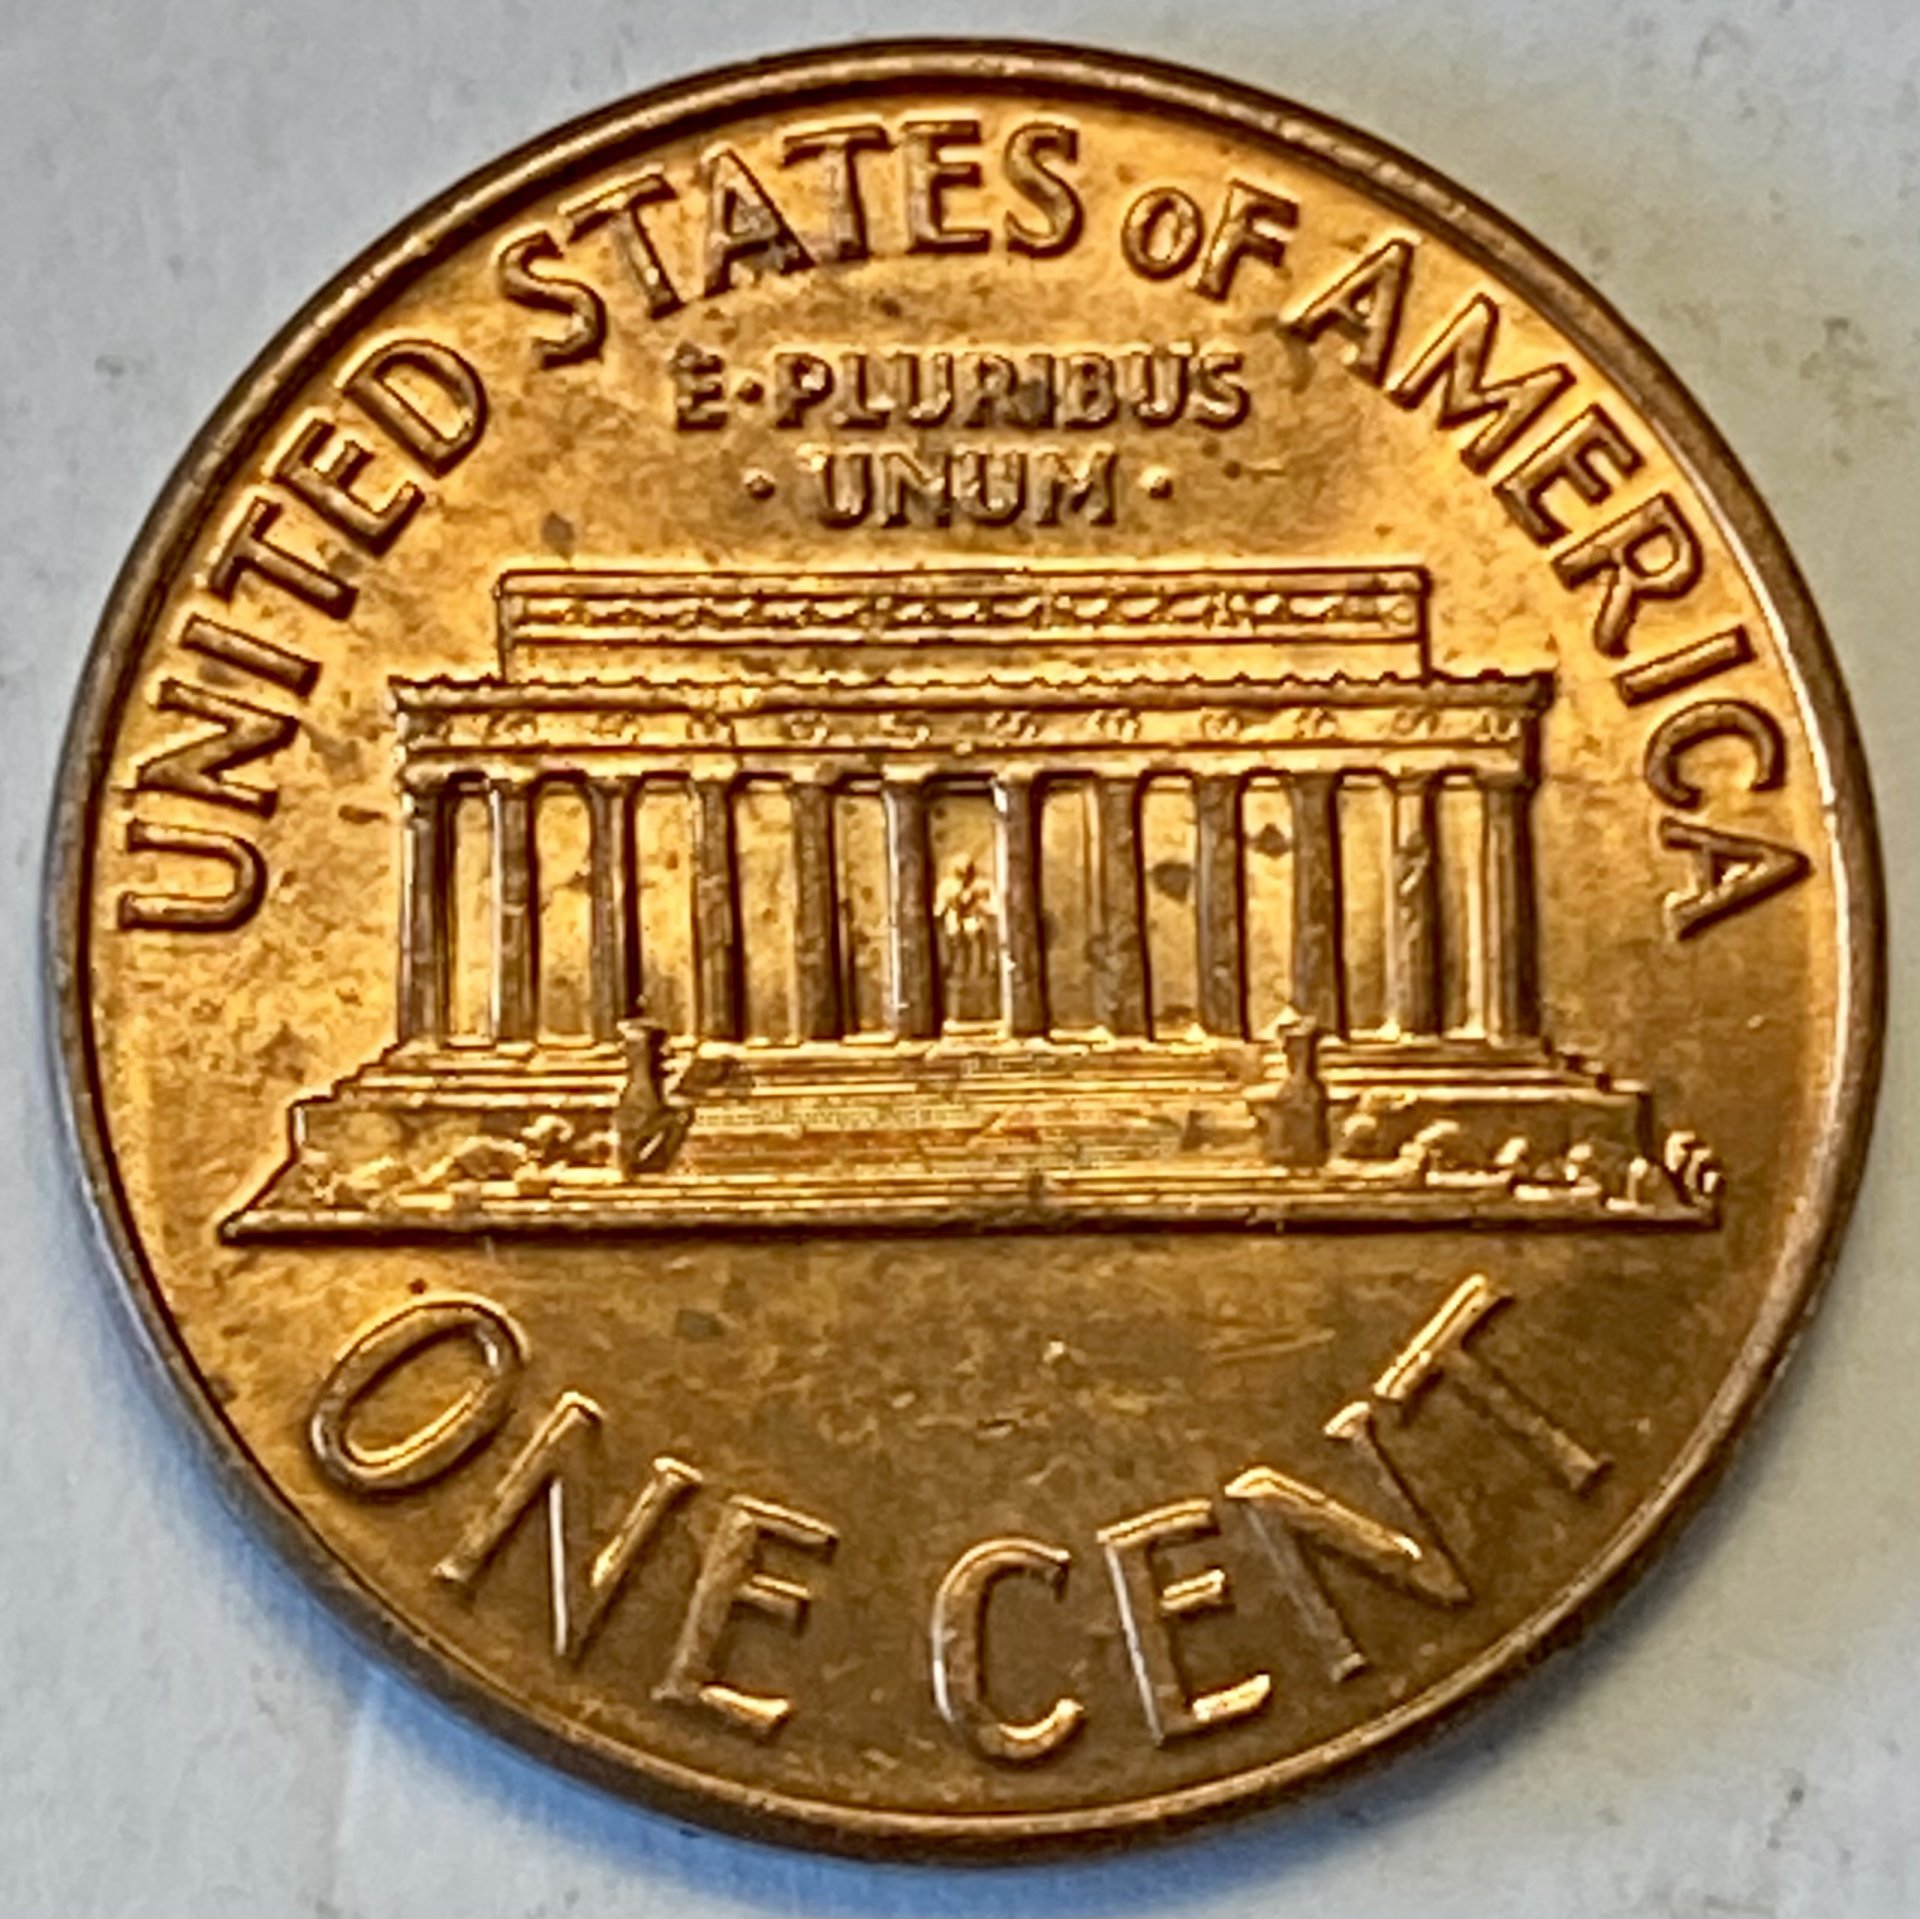 UNITED STATES OF AMERICA
E·PLURIBUS
· UNUM ·
ONE CENT